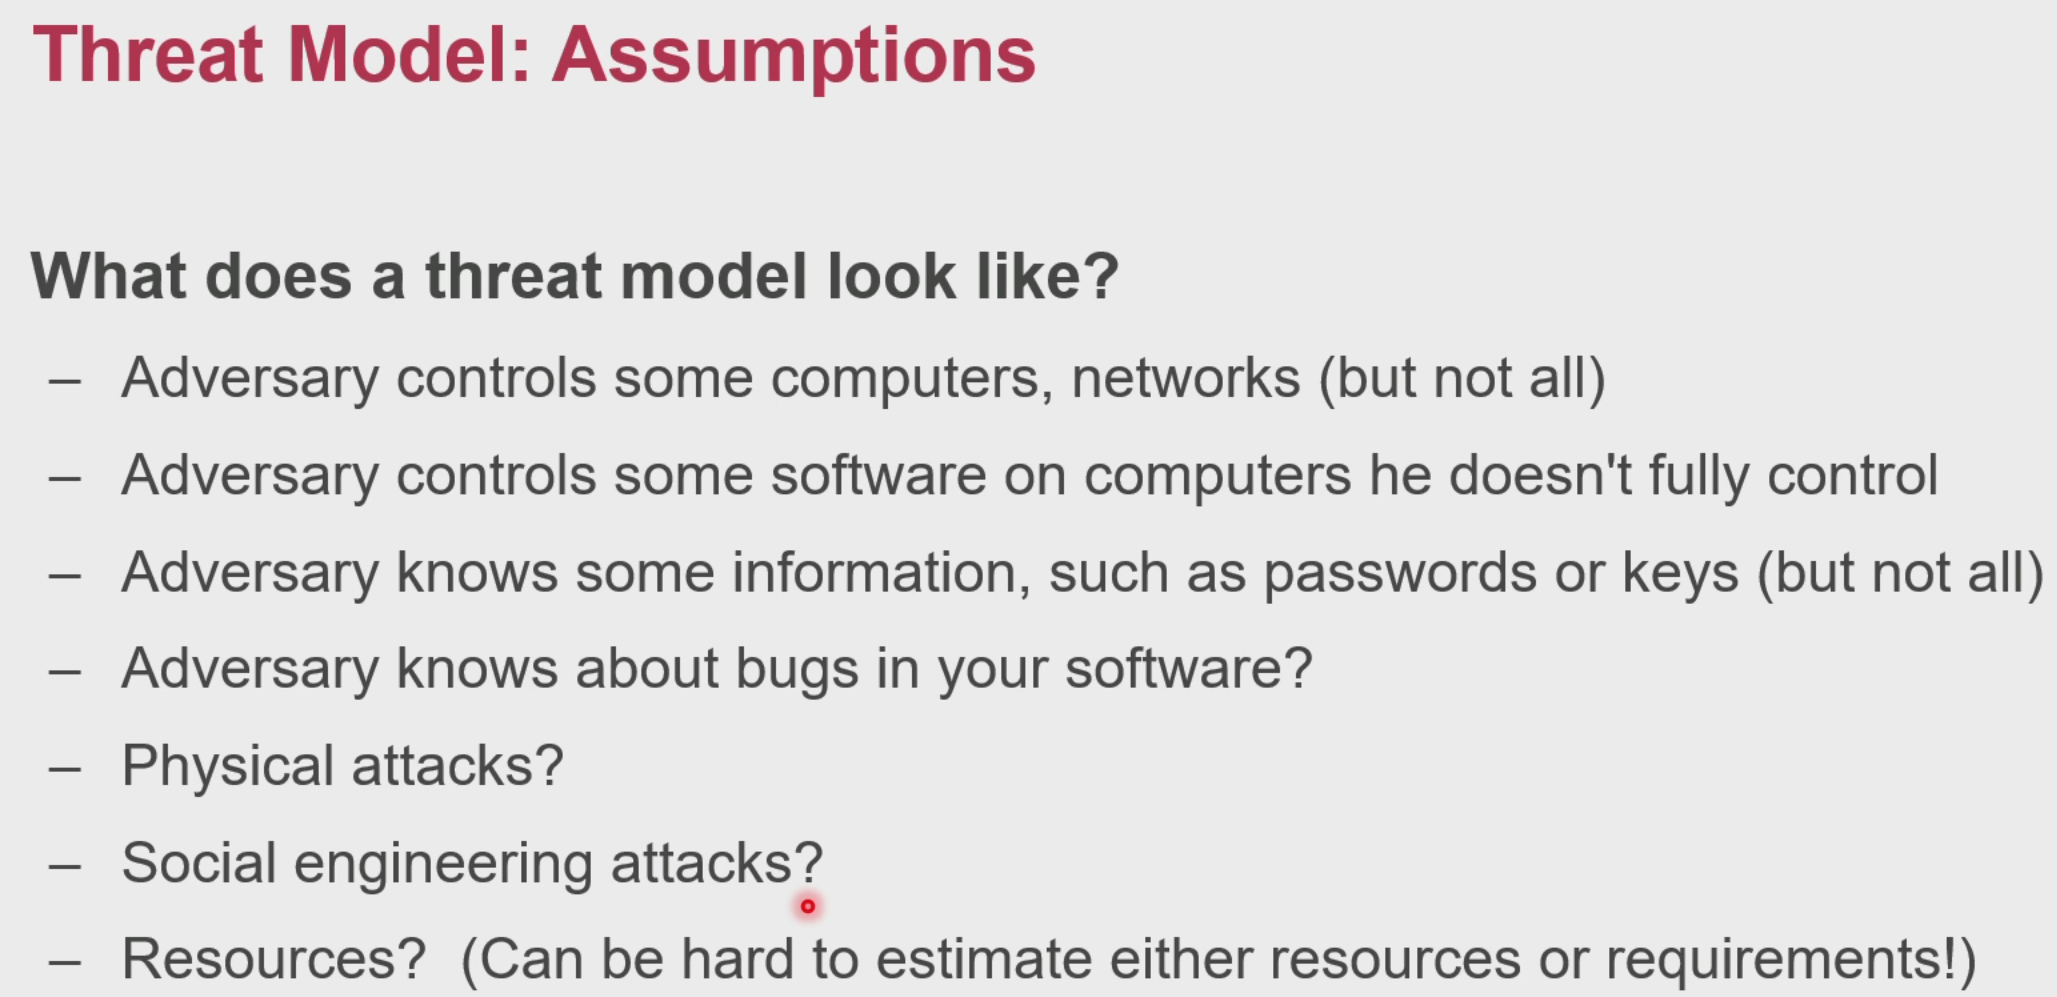 Threat Model: Assumptions
What does a threat model look like?
– Adversary controls some computers, networks (but not all)
– Adversary controls some software on computers he doesn't fully control
– Adversary knows some information, such as passwords or keys (but not all)
– Adversary knows about bugs in your software?
– Physical attacks?
– Social engineering attacks?
– Resources?  (Can be hard to estimate either resources or requirements!)